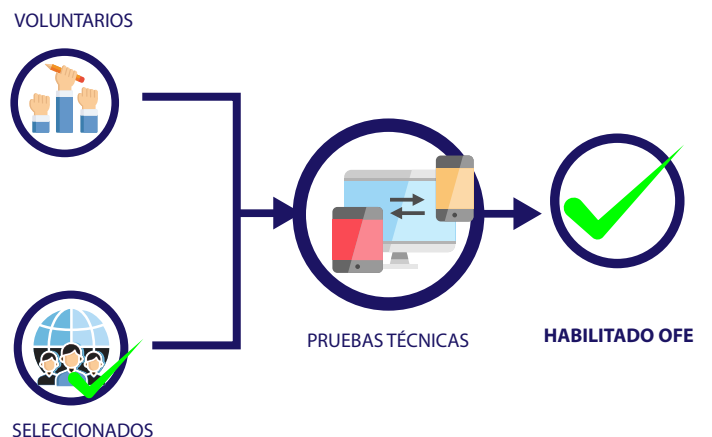 VOLUNTARIOS
PRUEBAS TÉCNICAS
HABILITADO OFE
SELECCIONADOS